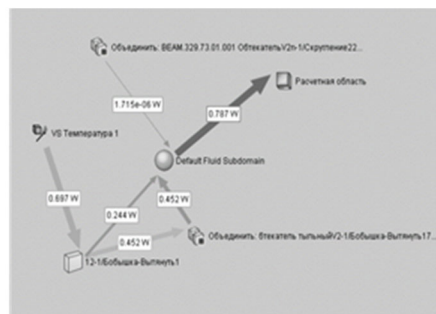 Объединить: BEAM.329.73.01.001 ОбтекательV2п-1/Скругление22...
Расчетная область
1.715e-06 W
0.787 W
VS Температура 1
Default Fluid Subdomain
0.697 W
0.244 W
0.452 W
0.452 W
Объединить: бтекатель тыльныйV2-1/Бобышка-Вытянуть17...
12-1/Бобышка-Вытянуть1